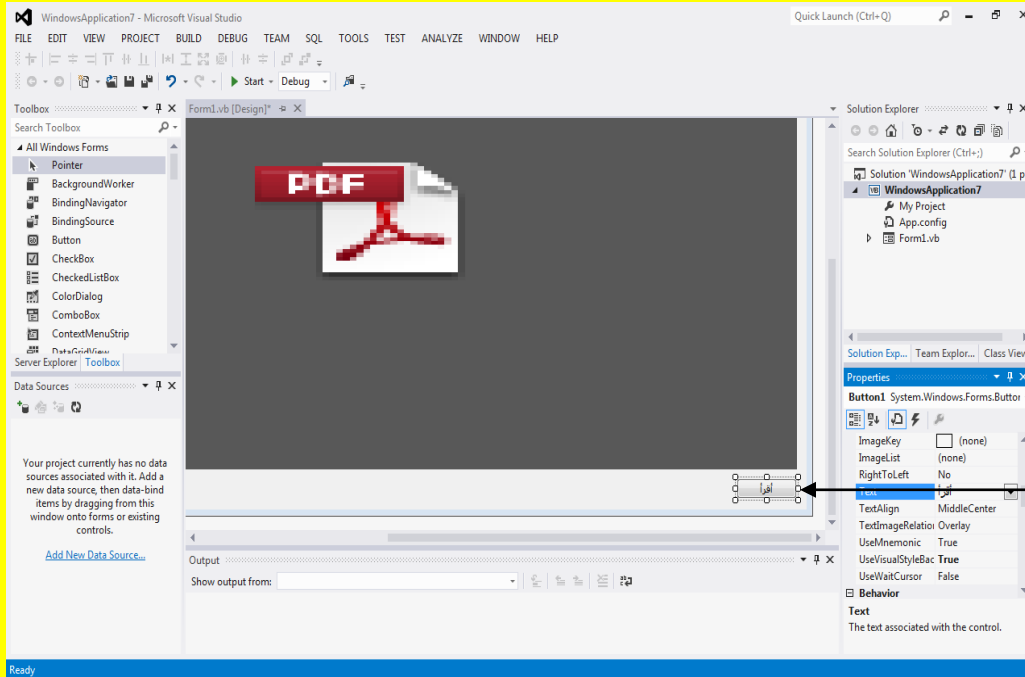 WindowsApplication7 - Microsoft Visual Studio
Quick Launch (Ctrl+Q)
FILE EDIT VIEW PROJECT BUILD DEBUG TEAM SQL TOOLS TEST ANALYZE WINDOW HELP
Start Debug
Toolbox
Search Toolbox
All Windows Forms
Pointer
BackgroundWorker
BindingNavigator
BindingSource
Button
CheckBox
CheckedListBox
ColorDialog
ComboBox
ContextMenuStrip
DataGridView
Server Explorer Toolbox
Data Sources
Your project currently has no data
sources associated with it. Add a
new data source, then data-bind
items by dragging from this
window onto forms or existing
controls.
Add New Data Source...
Form1.vb [Design]*
PDF
أقرأ
Output
Show output from:
Solution Explorer
Search Solution Explorer (Ctrl+;)
Solution 'WindowsApplication7' (1 p
WindowsApplication7
My Project
App.config
Form1.vb
Solution Exp... Team Explor... Class View
Properties
Button1 System.Windows.Forms.Button
ImageKey (none)
ImageList (none)
RightToLeft No
Text أقرأ
TextAlign MiddleCenter
TextImageRelation Overlay
UseMnemonic True
UseVisualStyleBac True
UseWaitCursor False
Behavior
Text
The text associated with the control.
Ready